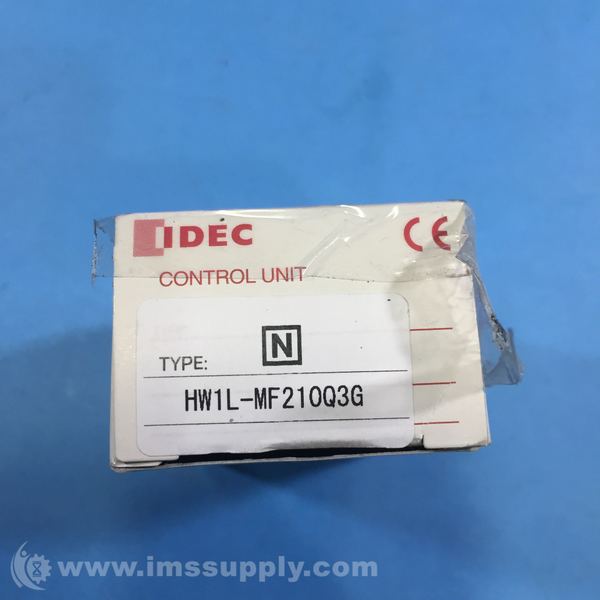 IDEC
CE
CONTROL UNIT
TYPE: N
HW1L-MF210Q3G
www.imssupply.com